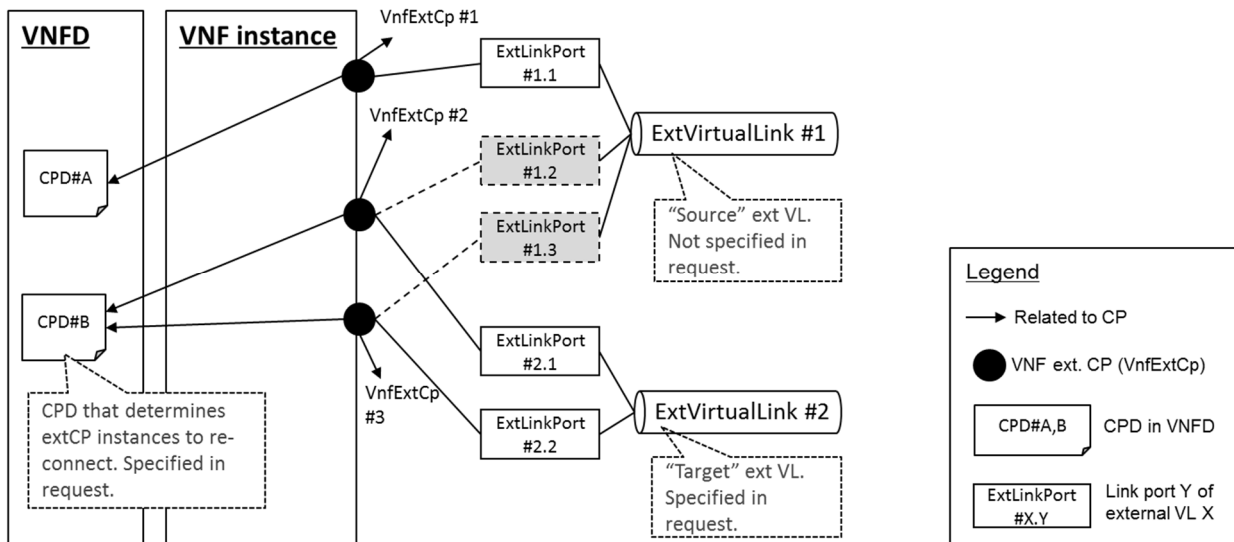 VNFD
VNF instance
VnfExtCp #1
ExtLinkPort
#1.1
VnfExtCp #2
ExtVirtualLink #1
ExtLinkPort
#1.2
CPD#A
"Source" ext VL.
Not specified in
request.
ExtLinkPort
#1.3
CPD#B
ExtLinkPort
#2.1
VnfExtCp
#3
CPD that determines
extCP instances to re-
connect. Specified in
request.
ExtVirtualLink #2
ExtLinkPort
#2.2
"Target" ext VL.
Specified in
request.
Legend
Related to CP
VNF ext. CP (VnfExtCp)
CPD#A,B
CPD in VNFD
ExtLinkPort
#X.Y
Link port Y of
external VL X